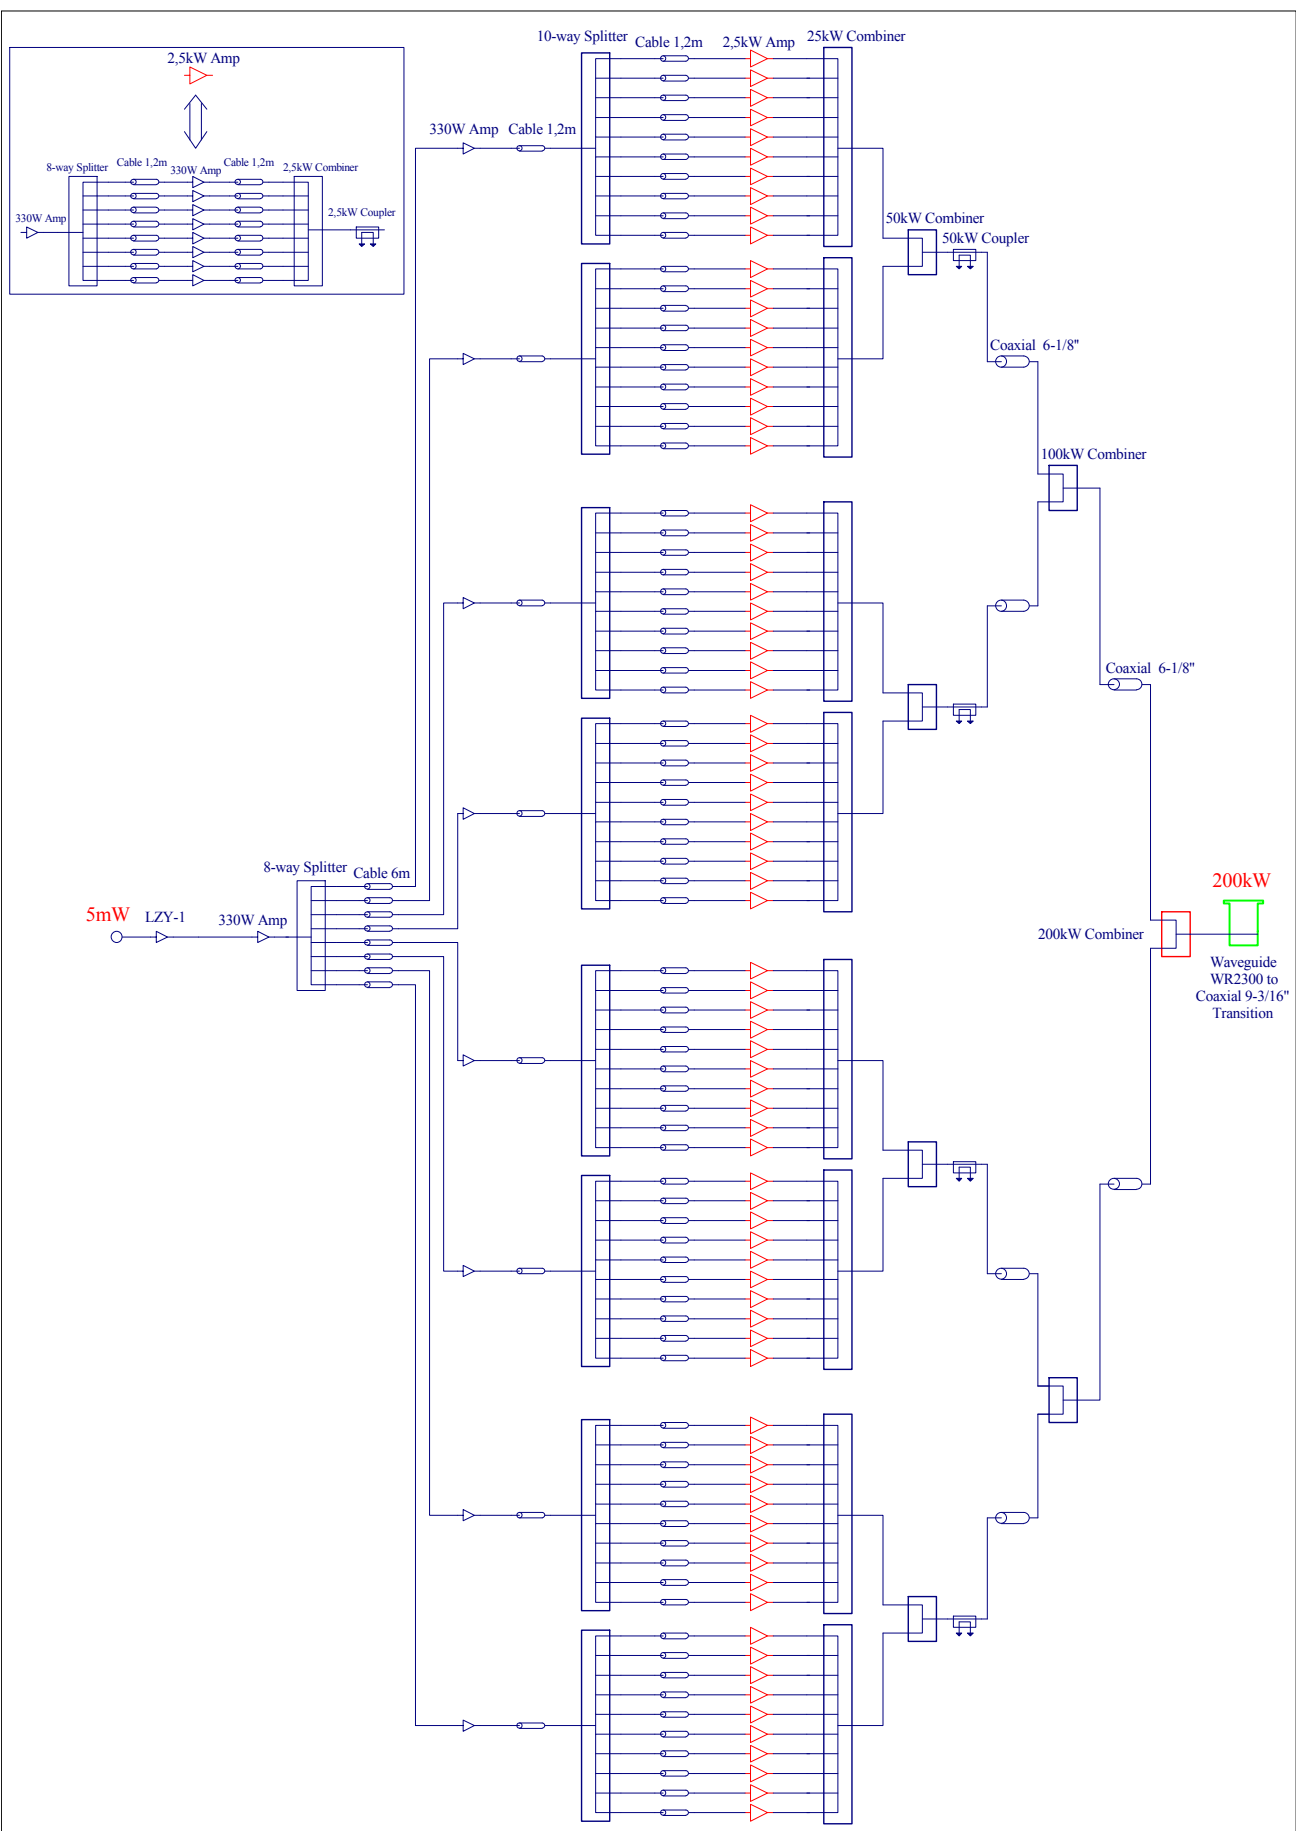 10-way Splitter
Cable 1,2m
2,5kW Amp
25kW Combiner
2,5kW Amp
330W Amp
Cable 1,2m
8-way Splitter
Cable 1,2m
330W Amp
Cable 1,2m
2,5kW Combiner
330W Amp
2,5kW Coupler
50kW Combiner
50kW Coupler
Coaxial 6-1/8"
100kW Combiner
Coaxial 6-1/8"
8-way Splitter
Cable 6m
5mW
LZY-1
330W Amp
200kW
200kW Combiner
Waveguide
WR2300 to
Coaxial 9-3/16"
Transition